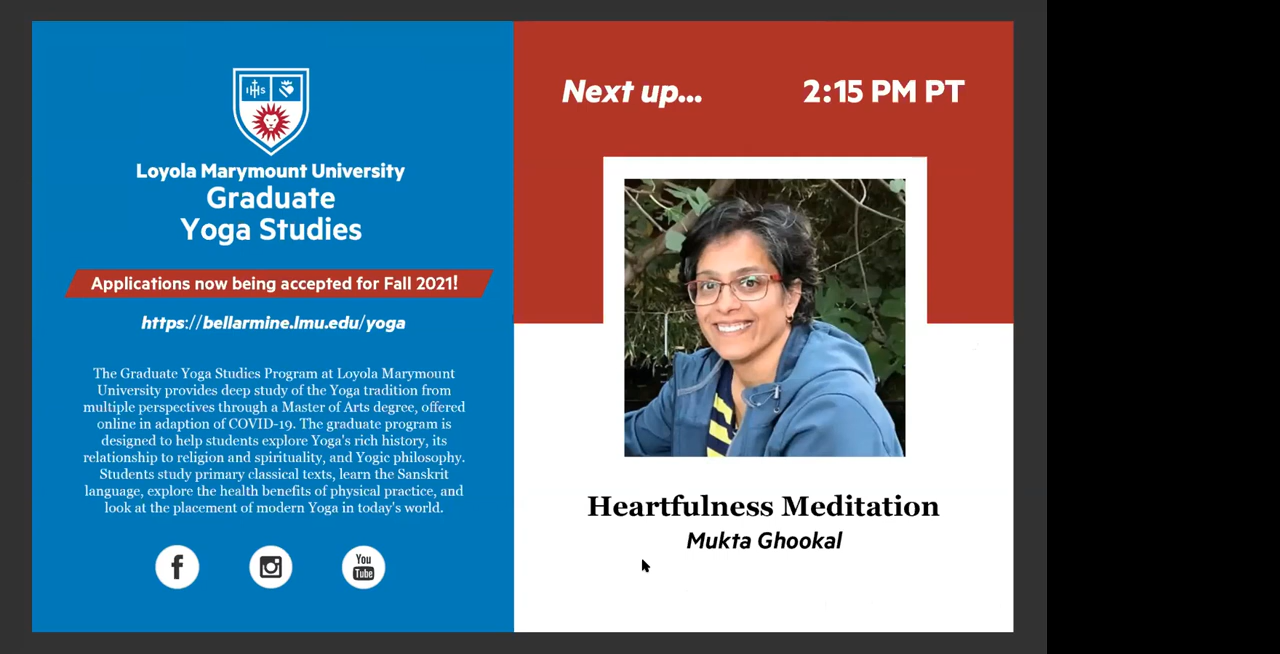 IHS
Loyola Marymount University
Graduate
Yoga Studies
Applications now being accepted for Fall 2021!
https://bellarmine.lmu.edu/yoga
The Graduate Yoga Studies Program at Loyola Marymount
University provides deep study of the Yoga tradition from
multiple perspectives through a Master of Arts degree, offered
online in adaption of COVID-19. The graduate program is
designed to help students explore Yoga's rich history, its
relationship to religion and spirituality, and Yogic philosophy.
Students study primary classical texts, learn the Sanskrit
language, explore the health benefits of physical practice, and
look at the placement of modern Yoga in today's world.
f
You
Tube
Next up...
2:15 PM PT
Heartfulness Meditation
Mukta Ghookal